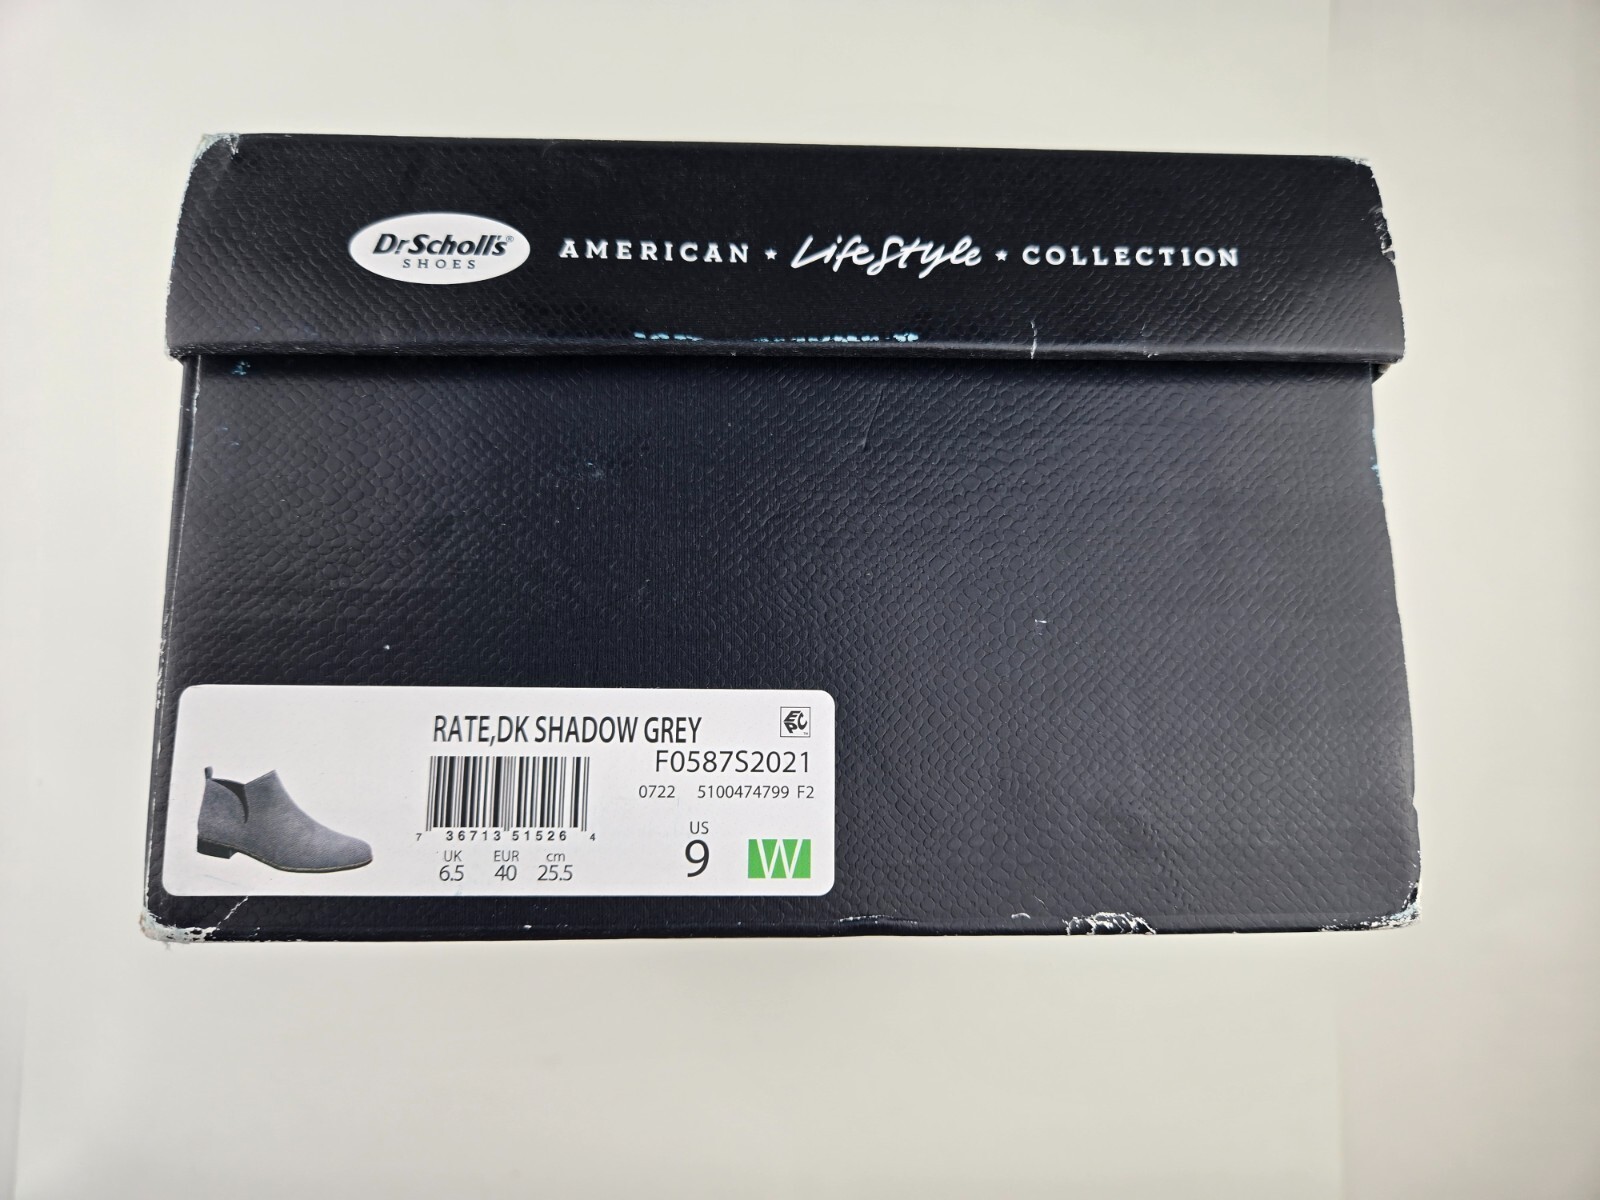 Dr.Scholl's®
SHOES
AMERICAN ★ LifeStyle ★ COLLECTION
RATE,DK SHADOW GREY
F0587S2021
0722 5100474799 F2
7 36713 51526 4
UK EUR cm
6.5 40 25.5
US
9 W